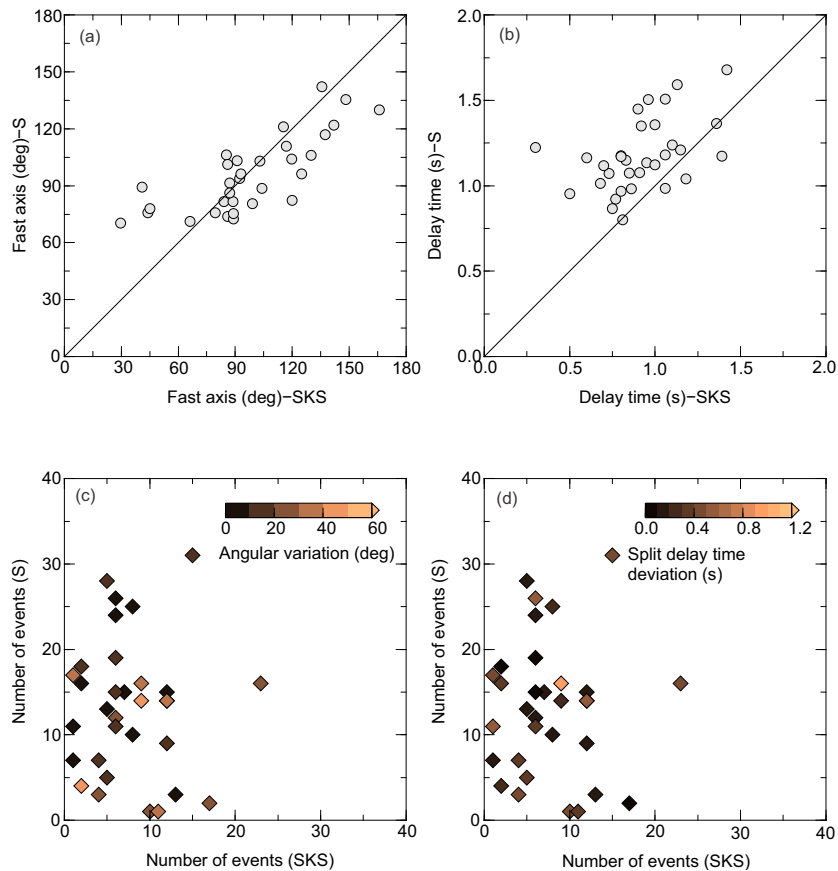 (a)
180
150
120
90
60
30
0
Fast axis (deg)−S
0 30 60 90 120 150 180
Fast axis (deg)−SKS
(b)
2.0
1.5
1.0
0.5
0.0
Delay time (s)−S
0.0 0.5 1.0 1.5 2.0
Delay time (s)−SKS
(c)
40
30
20
10
0
Number of events (S)
0 20 40 60
Angular variation (deg)
0 10 20 30 40
Number of events (SKS)
(d)
40
30
20
10
0
Number of events (S)
0.0 0.4 0.8 1.2
Split delay time
deviation (s)
0 10 20 30 40
Number of events (SKS)